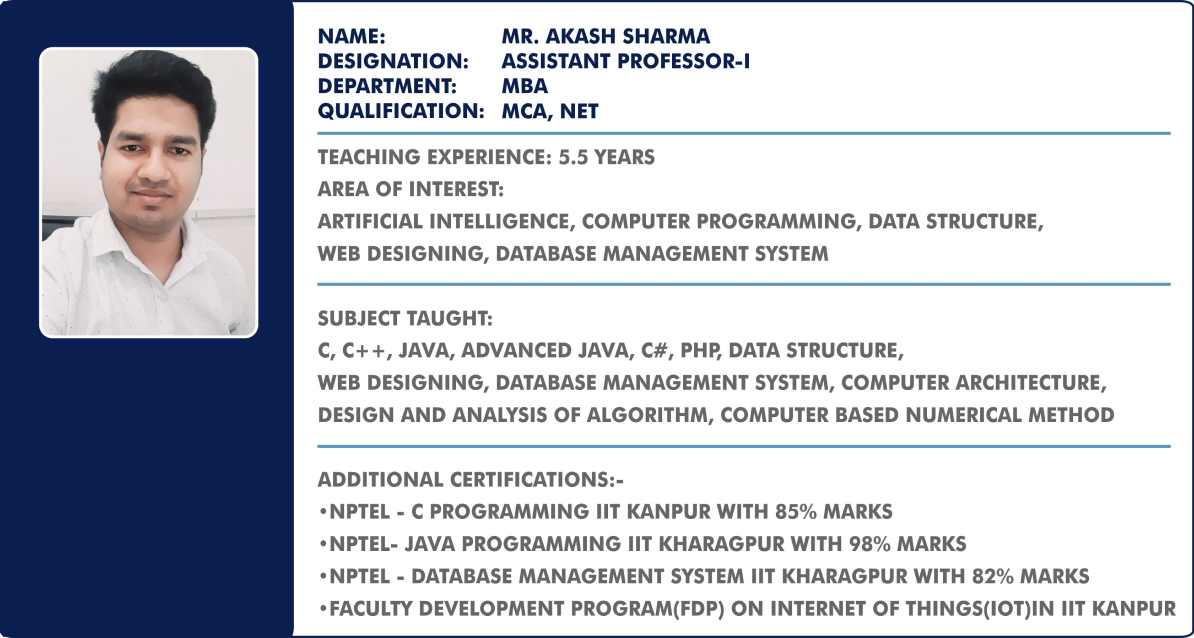 NAME: MR. AKASH SHARMA
DESIGNATION: ASSISTANT PROFESSOR-I
DEPARTMENT: MBA
QUALIFICATION: MCA, NET
TEACHING EXPERIENCE: 5.5 YEARS
AREA OF INTEREST:
ARTIFICIAL INTELLIGENCE, COMPUTER PROGRAMMING, DATA STRUCTURE,
WEB DESIGNING, DATABASE MANAGEMENT SYSTEM
SUBJECT TAUGHT:
C, C++, JAVA, ADVANCED JAVA, C#, PHP, DATA STRUCTURE,
WEB DESIGNING, DATABASE MANAGEMENT SYSTEM, COMPUTER ARCHITECTURE,
DESIGN AND ANALYSIS OF ALGORITHM, COMPUTER BASED NUMERICAL METHOD
ADDITIONAL CERTIFICATIONS:-
•NPTEL - C PROGRAMMING IIT KANPUR WITH 85% MARKS
•NPTEL- JAVA PROGRAMMING IIT KHARAGPUR WITH 98% MARKS
•NPTEL - DATABASE MANAGEMENT SYSTEM IIT KHARAGPUR WITH 82% MARKS
•FACULTY DEVELOPMENT PROGRAM(FDP) ON INTERNET OF THINGS(IOT)IN IIT KANPUR